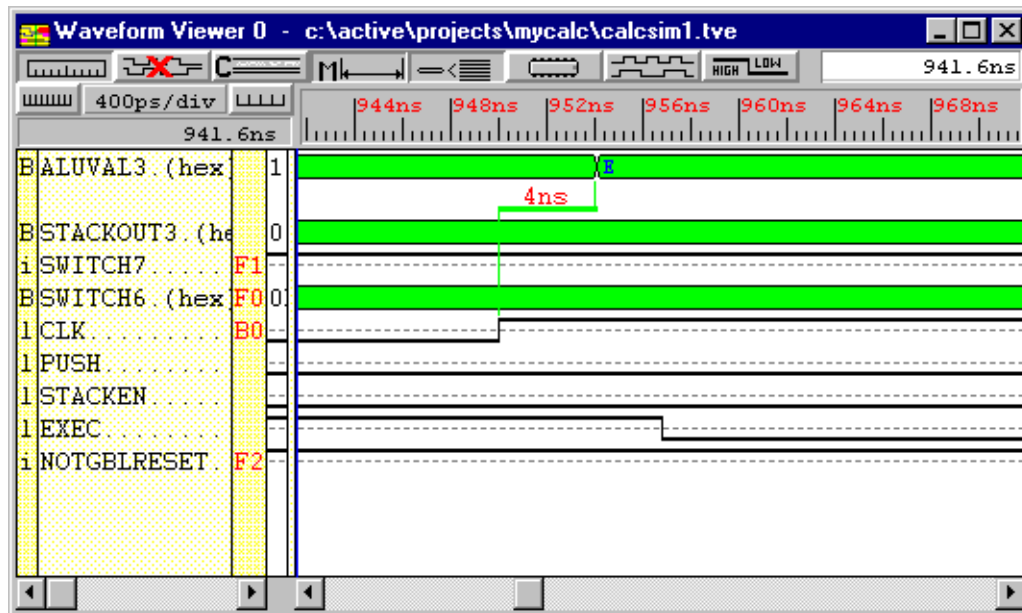 Waveform Viewer 0 - c:\active\projects\mycalc\calcsim1.tve
C M HIGH LOW 941.6ns
400ps/div 944ns 948ns 952ns 956ns 960ns 964ns 968ns
941.6ns
B ALUVAL3.(hex) 1 E
4ns
B STACKOUT3.(he 0
i SWITCH7..... F1
B SWITCH6.(hex) F0 0
l CLK......... B0
l PUSH........
l STACKEN.....
l EXEC........
i NOTGBLRESET. F2